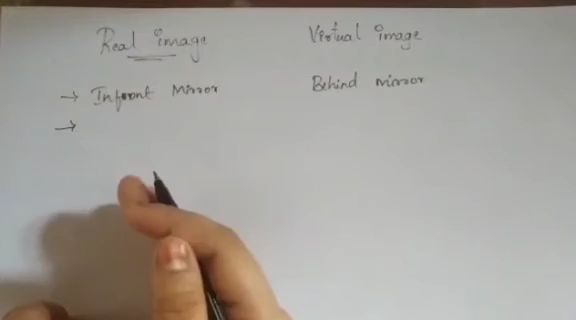 Real image Virtual image
→ Infront Mirror Behind mirror
→